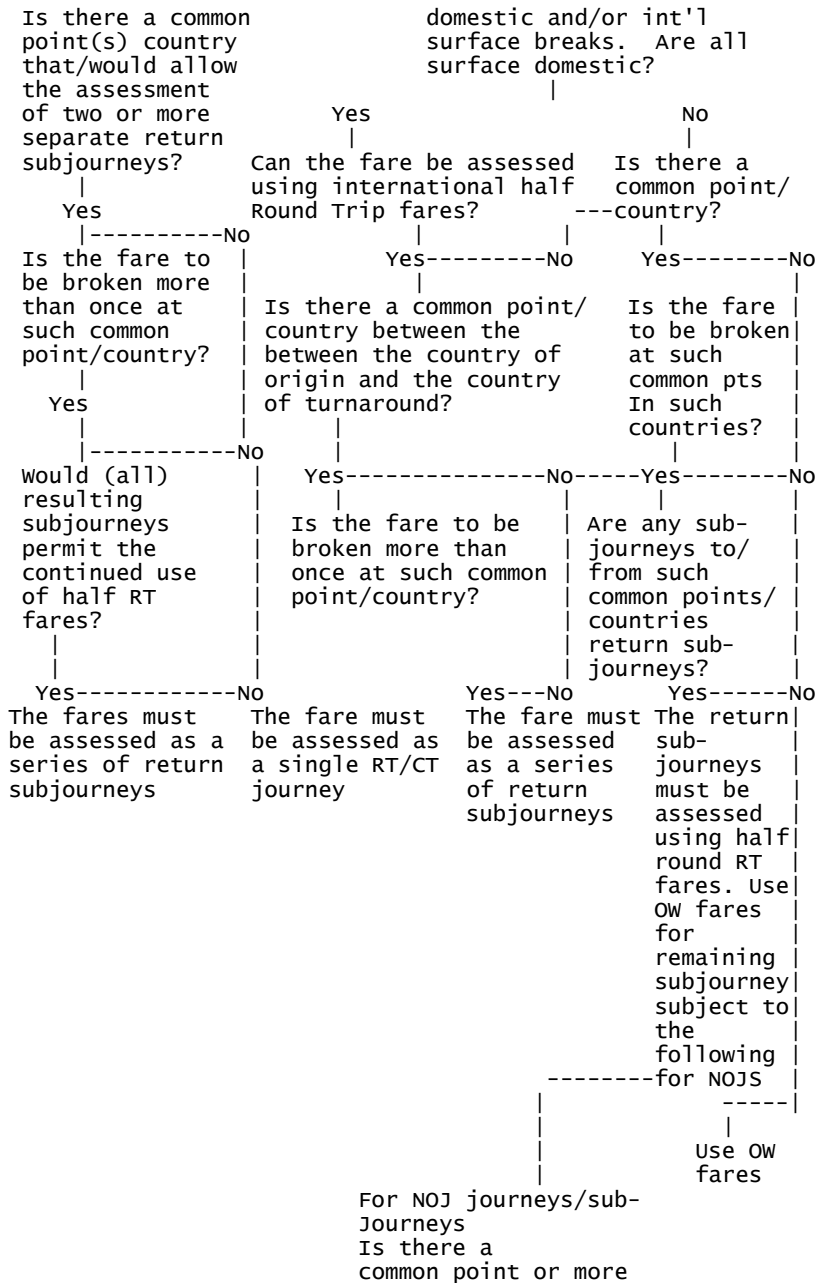 Is there a common domestic and/or int'l
point(s) country surface breaks. Are all
that/would allow surface domestic?
the assessment |
of two or more Yes No
separate return | |
subjourneys? Can the fare be assessed Is there a
| using international half common point/
Yes Round Trip fares? ---country?
|----------No | | |
Is the fare to | Yes---------No Yes--------No
be broken more | | |
than once at | Is there a common point/ Is the fare |
such common | country between the to be broken|
point/country? | between the country of at such |
| | origin and the country common pts |
Yes | of turnaround? In such |
| | | countries? |
|-----------No | | |
Would (all) | Yes---------------No-----Yes--------No
resulting | | | | |
subjourneys | Is the fare to be | Are any sub- |
permit the | broken more than | journeys to/ |
continued use | once at such common | from such |
of half RT | point/country? | common points/ |
fares? | | countries |
| | | return sub- |
| | | journeys? |
Yes------------No Yes---No Yes------No
The fares must The fare must The fare must The return|
be assessed as a be assessed as be assessed sub- |
series of return a single RT/CT as a series journeys |
subjourneys journey of return must be |
subjourneys assessed |
using half|
round RT |
fares. Use|
OW fares |
for |
remaining |
subjourney|
subject to|
the |
following |
--------for NOJS |
| -----|
| |
| Use OW
| fares
For NOJ journeys/sub-
Journeys
Is there a
common point or more